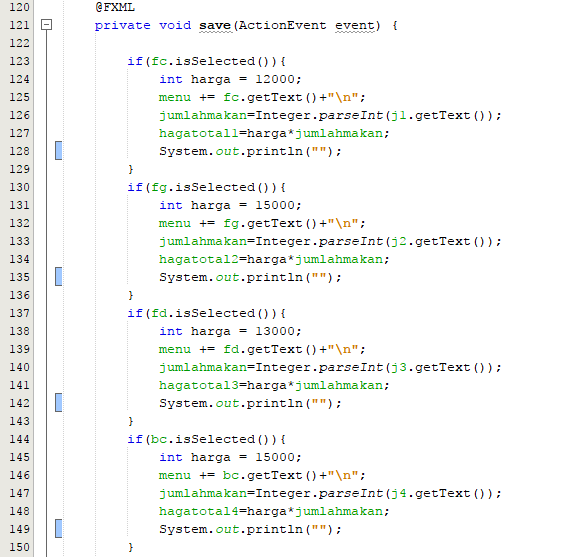 120 @FXML
121 private void save(ActionEvent event) {
122
123 if(fc.isSelected()){
124 int harga = 12000;
125 menu += fc.getText()+"\n";
126 jumlahmakan=Integer.parseInt(j1.getText());
127 hagatotal1=harga*jumlahmakan;
128 System.out.println("");
129 }
130 if(fg.isSelected()){
131 int harga = 15000;
132 menu += fg.getText()+"\n";
133 jumlahmakan=Integer.parseInt(j2.getText());
134 hagatotal2=harga*jumlahmakan;
135 System.out.println("");
136 }
137 if(fd.isSelected()){
138 int harga = 13000;
139 menu += fd.getText()+"\n";
140 jumlahmakan=Integer.parseInt(j3.getText());
141 hagatotal3=harga*jumlahmakan;
142 System.out.println("");
143 }
144 if(bc.isSelected()){
145 int harga = 15000;
146 menu += bc.getText()+"\n";
147 jumlahmakan=Integer.parseInt(j4.getText());
148 hagatotal4=harga*jumlahmakan;
149 System.out.println("");
150 }